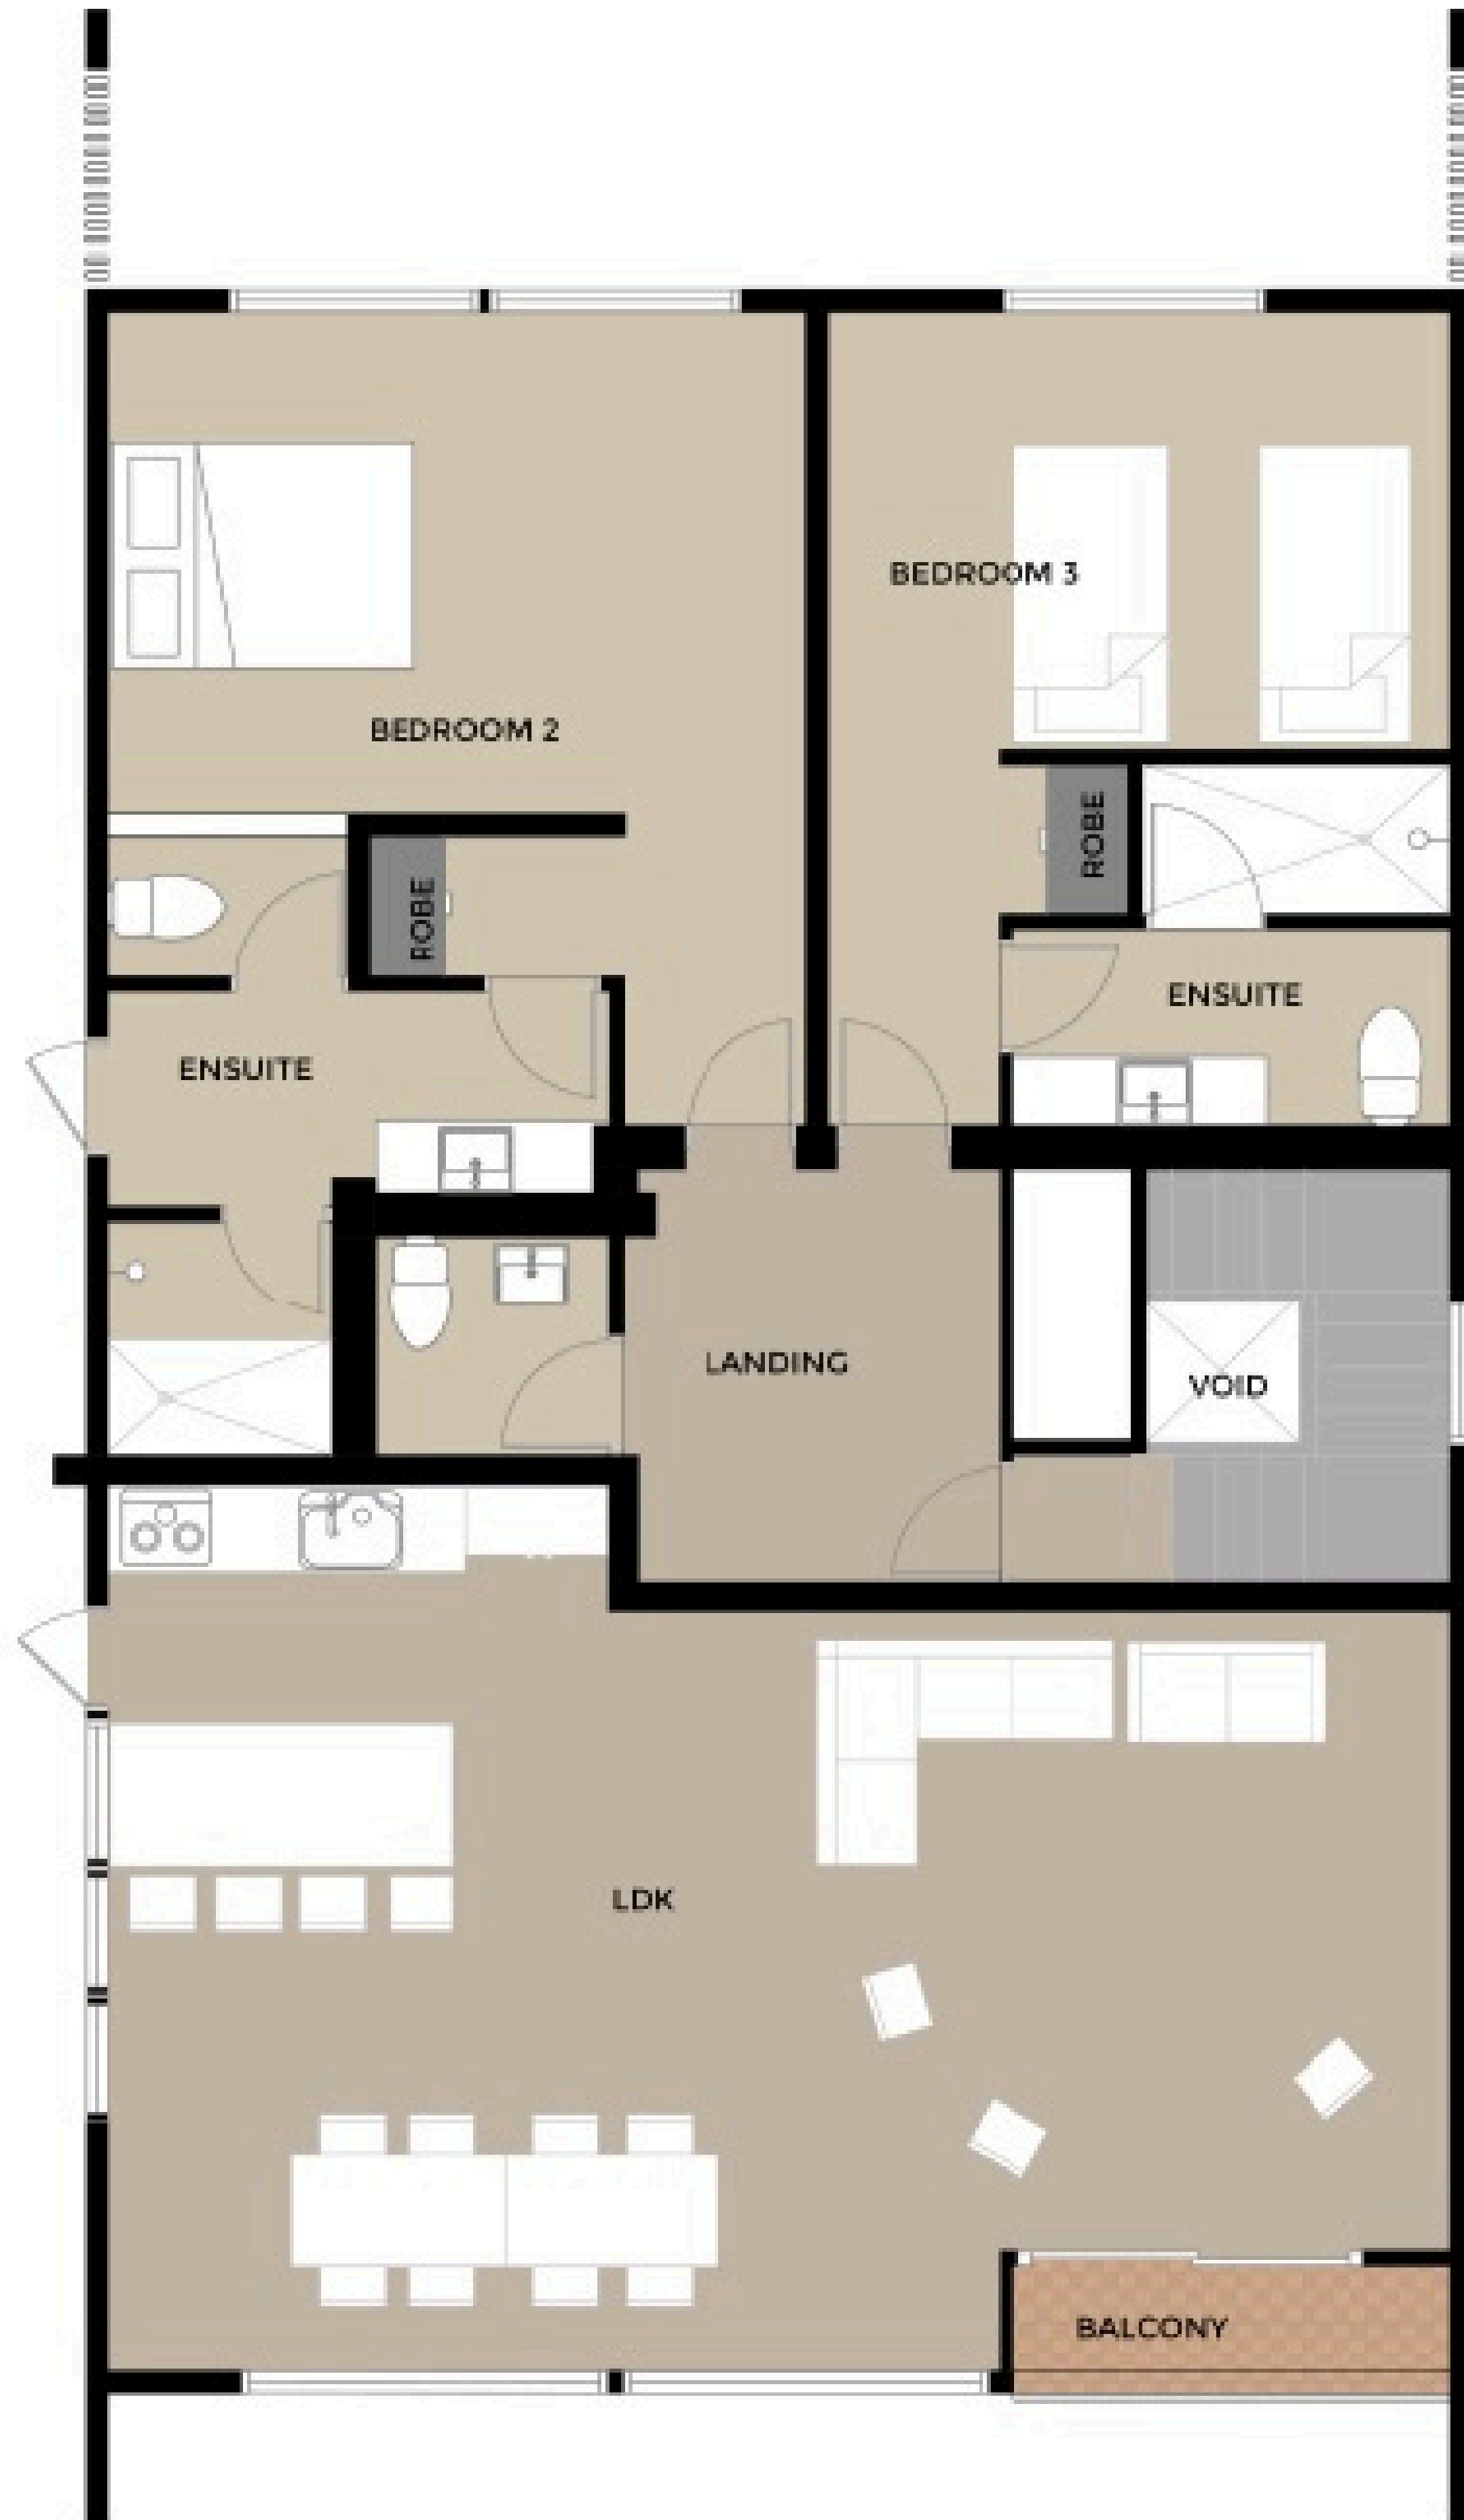 BEDROOM 3
BEDROOM 2
ROBE
ROBE
ENSUITE
ENSUITE
LANDING
VOID
LDK
BALCONY